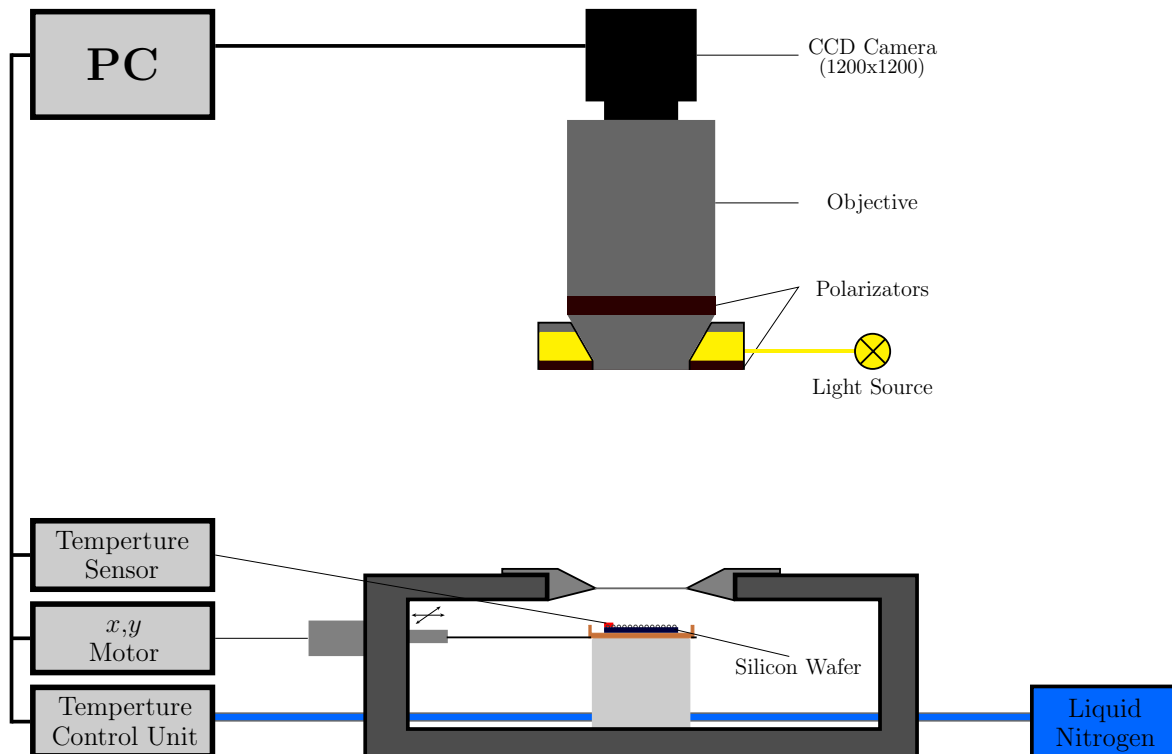 PC
CCD Camera
(1200x1200)
Objective
Polarizators
Light Source
Temperture
Sensor
x,y
Motor
Silicon Wafer
Temperture
Control Unit
Liquid
Nitrogen